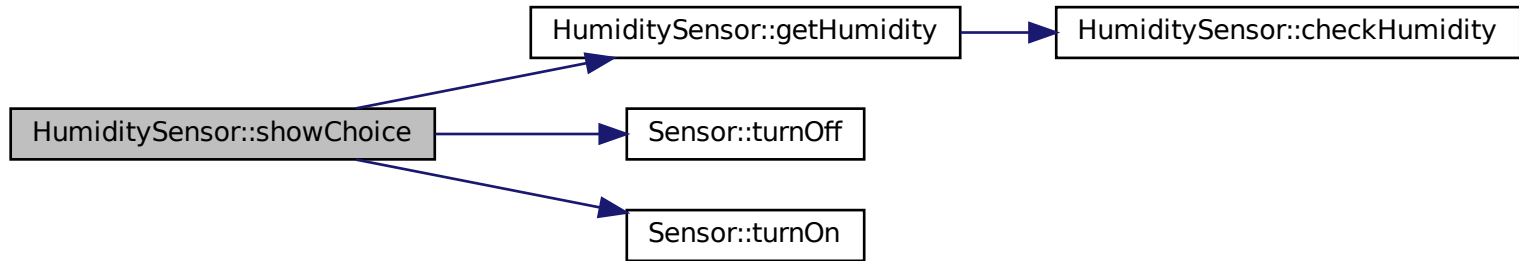 HumiditySensor::getHumidity
HumiditySensor::checkHumidity
HumiditySensor::showChoice
Sensor::turnOff
Sensor::turnOn